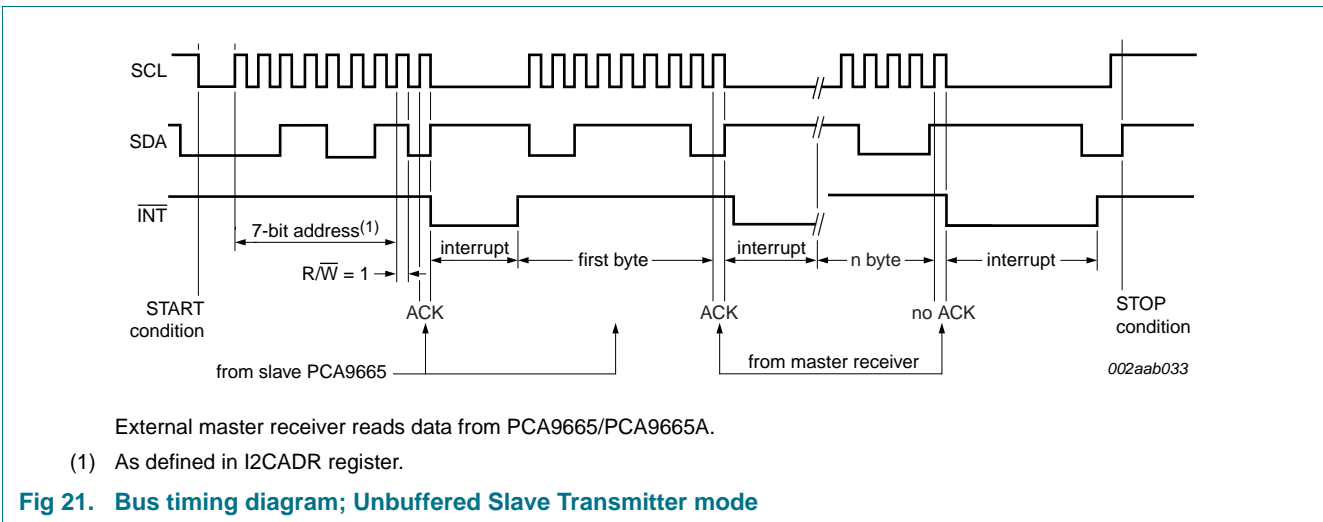 SCL
SDA
INT
7-bit address(1)
R/W = 1
interrupt
first byte
interrupt
n byte
interrupt
START
condition
ACK
ACK
no ACK
STOP
condition
from slave PCA9665
from master receiver
002aab033
External master receiver reads data from PCA9665/PCA9665A.
(1) As defined in I2CADR register.
Fig 21. Bus timing diagram; Unbuffered Slave Transmitter mode